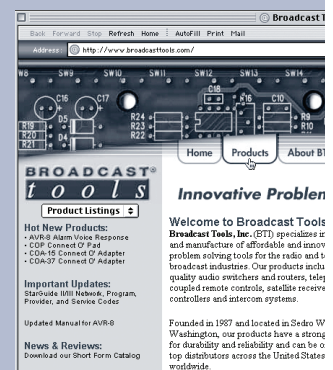 Broadcast T
Back Forward Stop Refresh Home AutoFill Print Mail
Address: http://www.broadcasttools.com/
W8 SW9 SW10 SW11 SW12 SW13 SW14
C18
C16 C17 R16 C10
D5 R24 R9
R19 R23 R10
R20 D4 R22
R21
Home Products About BT
BROADCAST®
tools
Product Listings
Hot New Products:
• AVR-8 Alarm Voice Response
• COP Connect O' Pad
• COA-15 Connect O' Adapter
• COA-37 Connect O' Adapter
Important Updates:
StarGuide II/III Network, Program,
Provider, and Service Codes
Updated Manual for AVR-8
News & Reviews:
Download our Short Form Catalog
Innovative Problem
Welcome to Broadcast Tools
Broadcast Tools, Inc. (BTI) specializes in
and manufacture of affordable and innov
problem solving tools for the radio and te
broadcast industries. Our products inclu
quality audio switchers and routers, telep
coupled remote controls, satellite receive
controllers and intercom systems.
Founded in 1987 and located in Sedro W
Washington, our products have a strong
for durability and reliability and can be o
top distributors across the United States
worldwide.